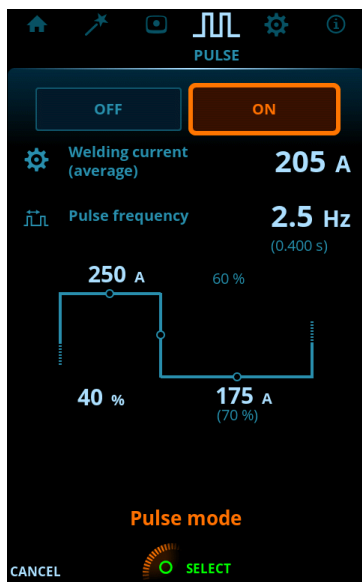 PULSE
OFF
ON
Welding current
(average)
205 A
Pulse frequency
2.5 Hz
(0.400 s)
250 A
60 %
40 %
175 A
(70 %)
Pulse mode
CANCEL
SELECT